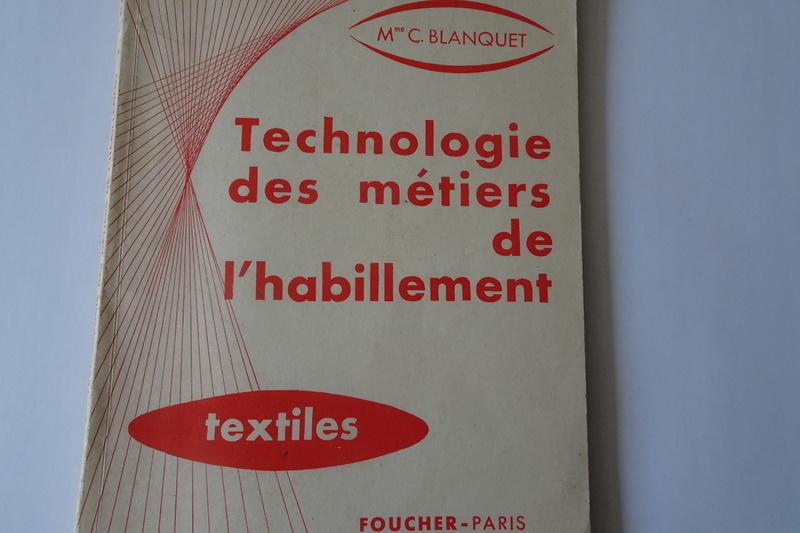 Mme C. BLANQUET
Technologie
des métiers
de
l'habillement
textiles
FOUCHER-PARIS